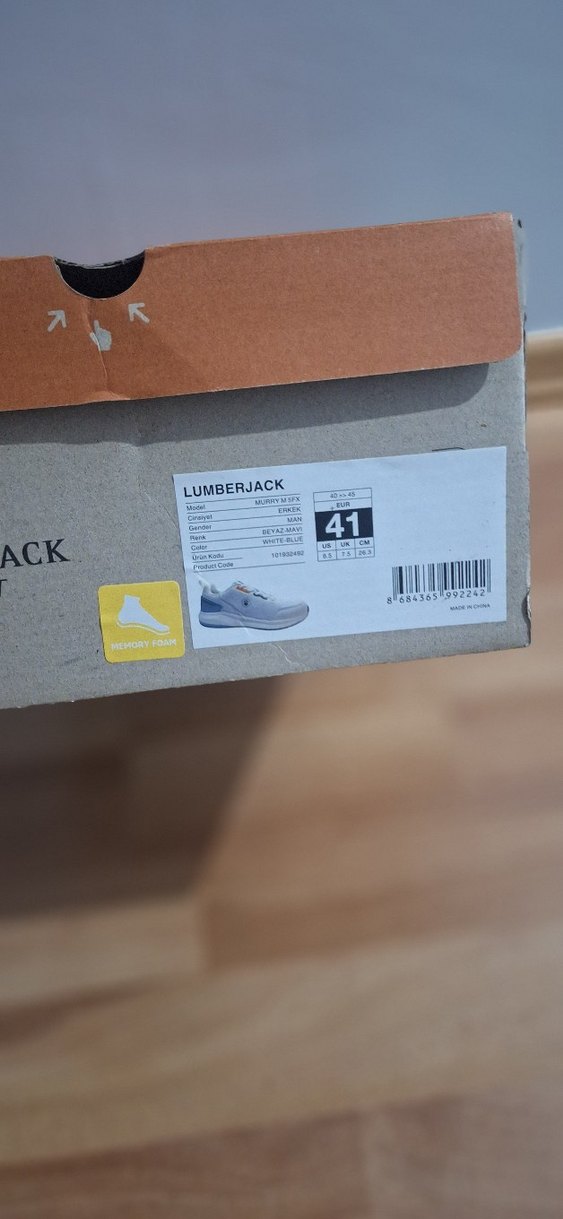 LUMBERJACK
Model MURRY M 5FX
Cinsiyet ERKEK
Gender MAN
Renk BEYAZ-MAVI
Color WHITE-BLUE
Ürün Kodu 101932492
Product Code
40 >> 45
EUR
41
US UK CM
8.5 7.5 26.3
8 684365 992242
MADE IN CHINA
ACK
MEMORY FOAM